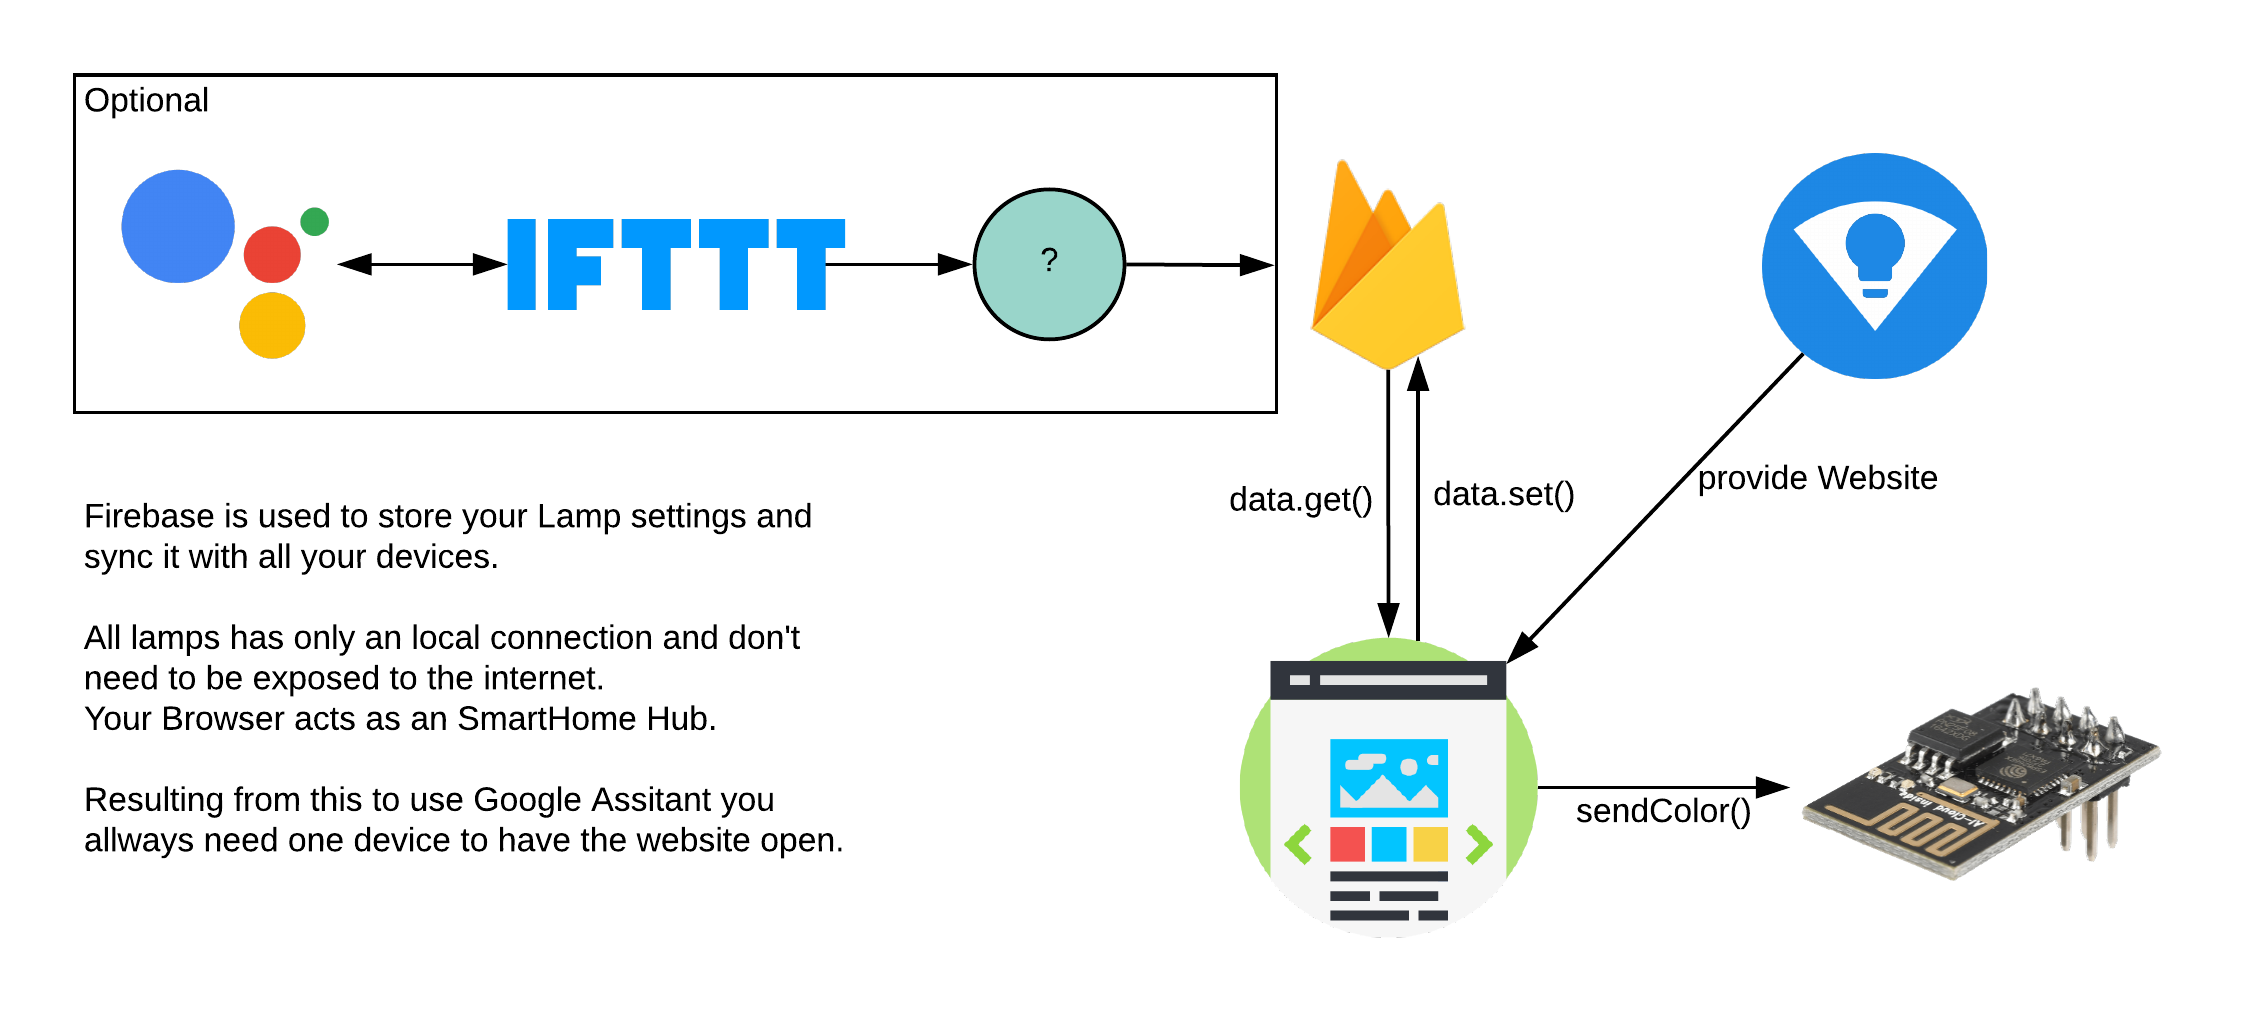 Optional
IFTTT
?
data.get()
data.set()
provide Website
Firebase is used to store your Lamp settings and
sync it with all your devices.
All lamps has only an local connection and don't
need to be exposed to the internet.
Your Browser acts as an SmartHome Hub.
Resulting from this to use Google Assitant you
allways need one device to have the website open.
sendColor()
AI-Cloud inside